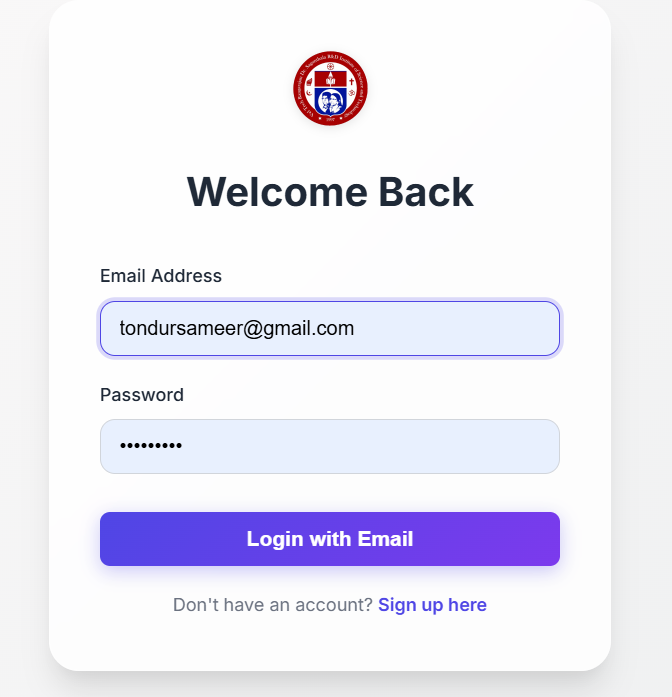 Welcome Back
Email Address
tondursameer@gmail.com
Password
•••••••••
Login with Email
Don't have an account? Sign up here